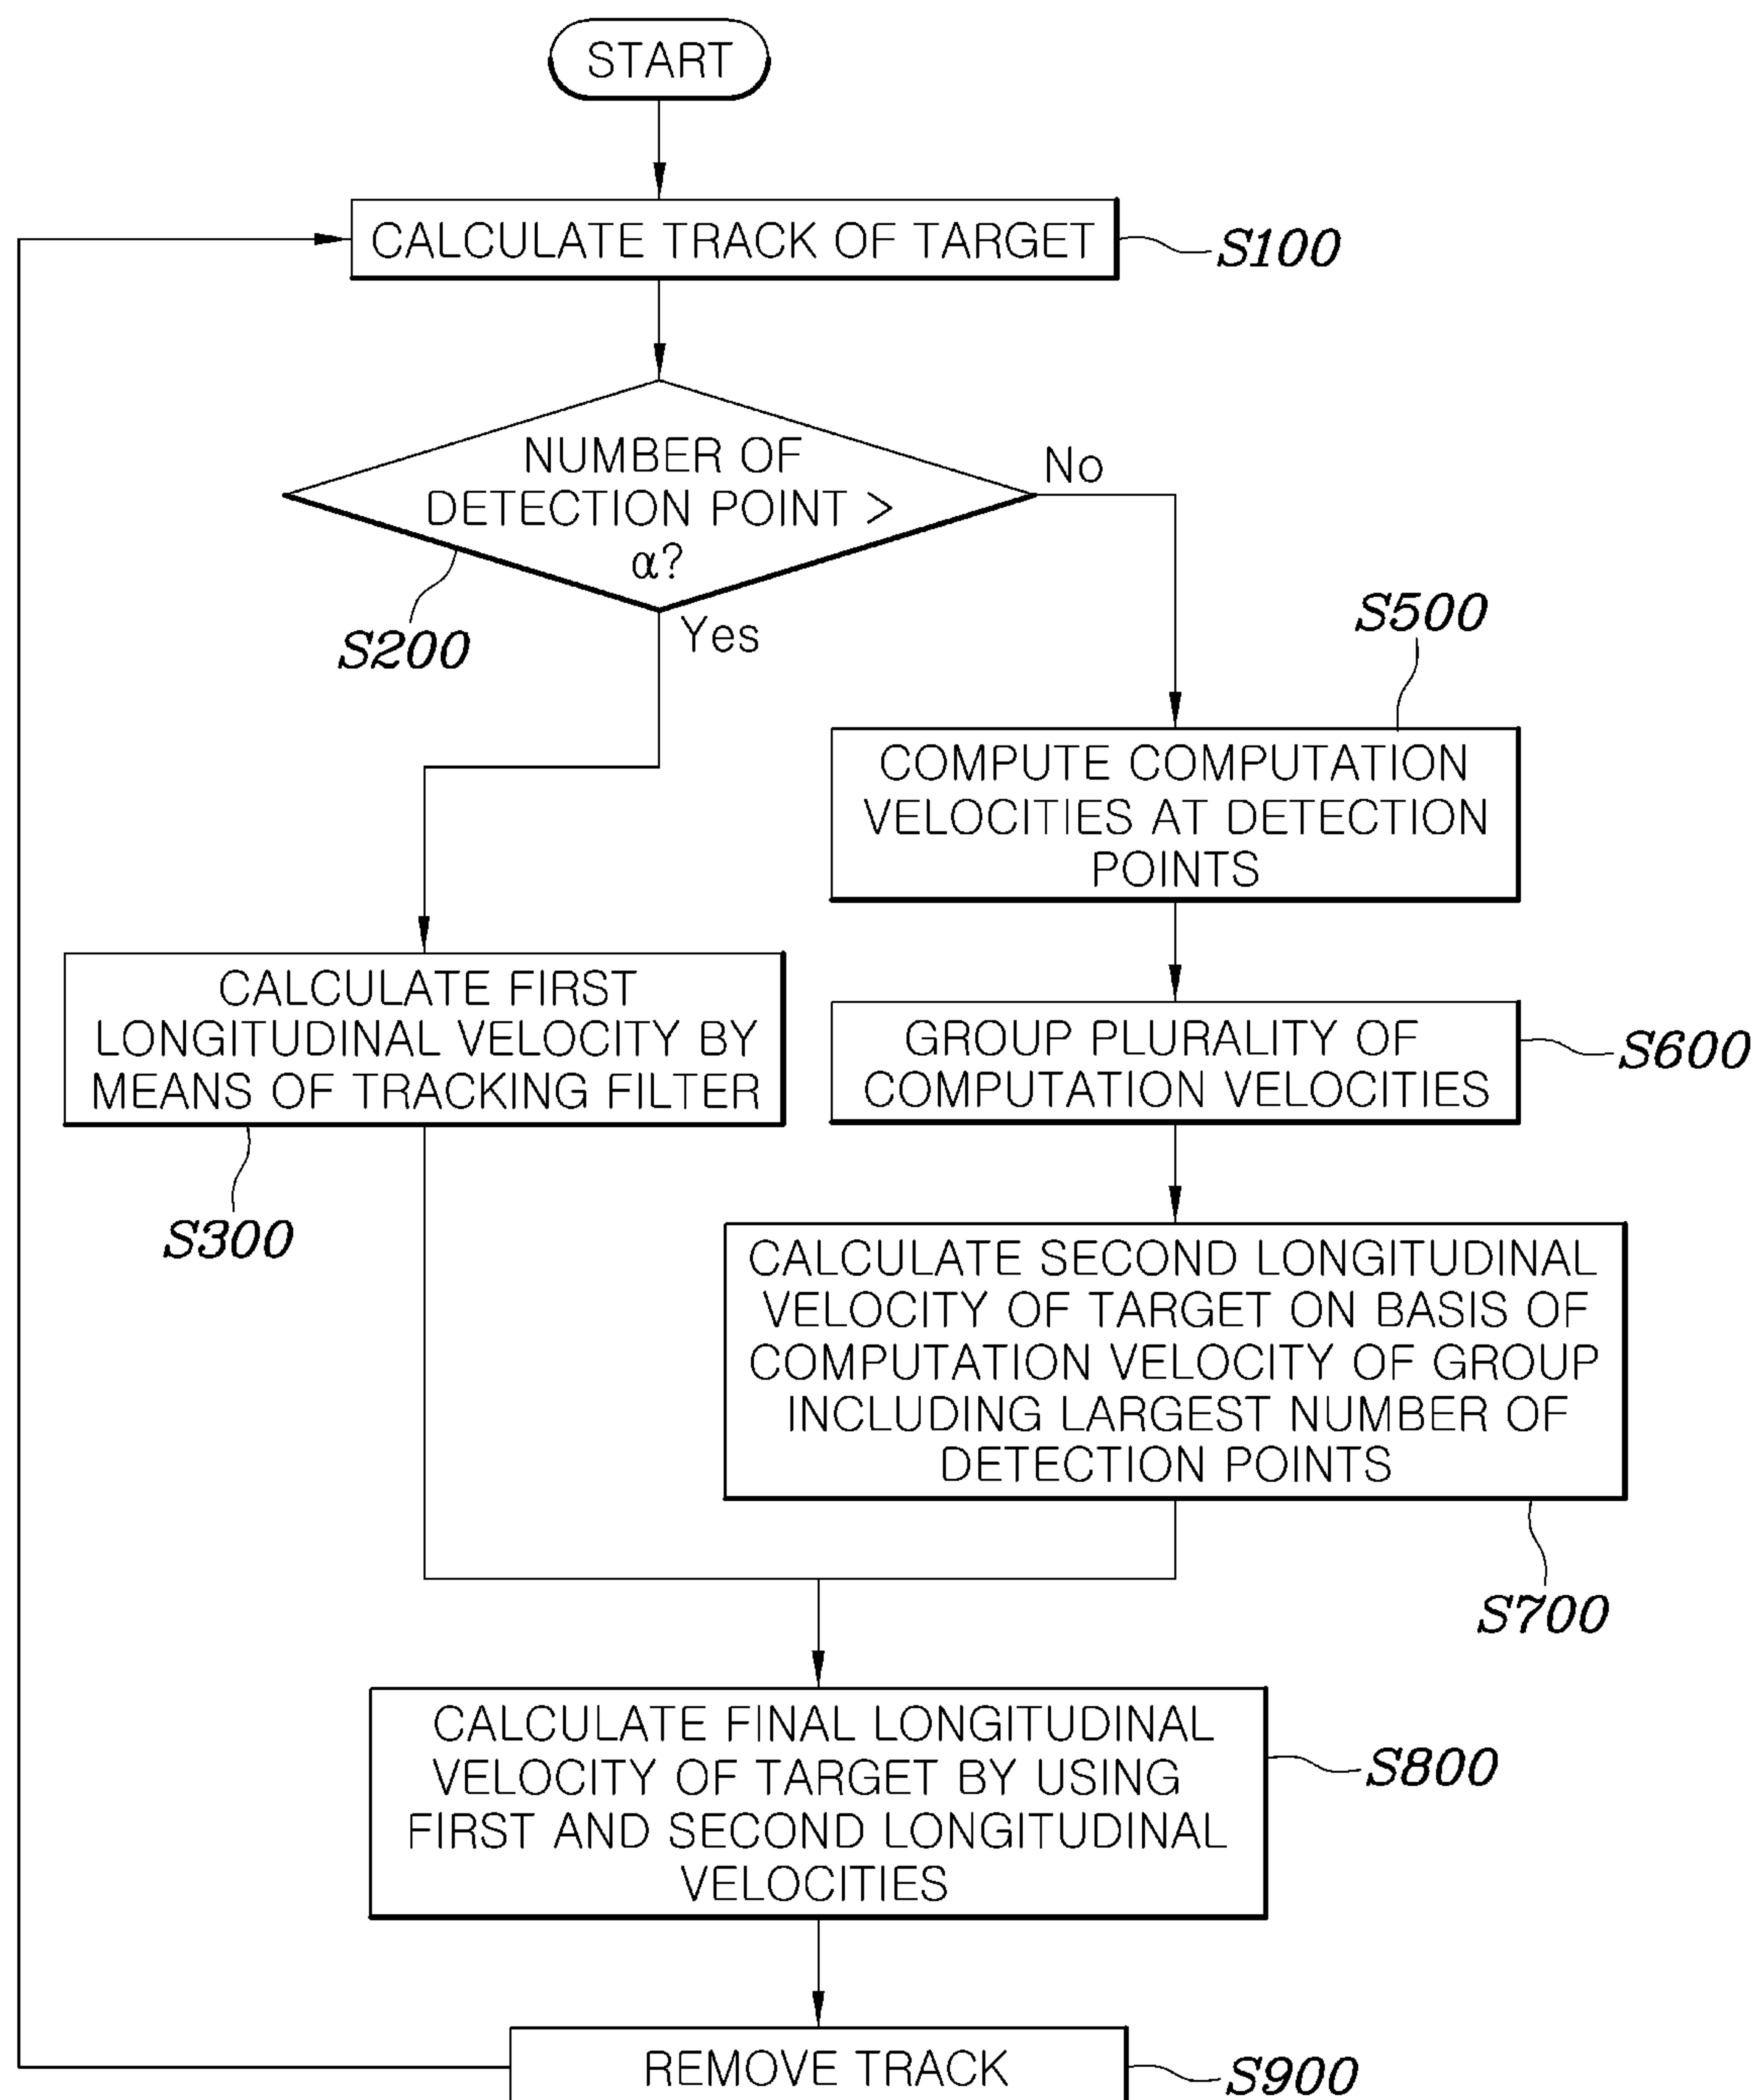 START
CALCULATE TRACK OF TARGET
S100
NUMBER OF
DETECTION POINT >
α?
No
Yes
S200
S500
COMPUTE COMPUTATION
VELOCITIES AT DETECTION
POINTS
CALCULATE FIRST
LONGITUDINAL VELOCITY BY
MEANS OF TRACKING FILTER
S300
GROUP PLURALITY OF
COMPUTATION VELOCITIES
S600
CALCULATE SECOND LONGITUDINAL
VELOCITY OF TARGET ON BASIS OF
COMPUTATION VELOCITY OF GROUP
INCLUDING LARGEST NUMBER OF
DETECTION POINTS
S700
CALCULATE FINAL LONGITUDINAL
VELOCITY OF TARGET BY USING
FIRST AND SECOND LONGITUDINAL
VELOCITIES
S800
REMOVE TRACK
S900